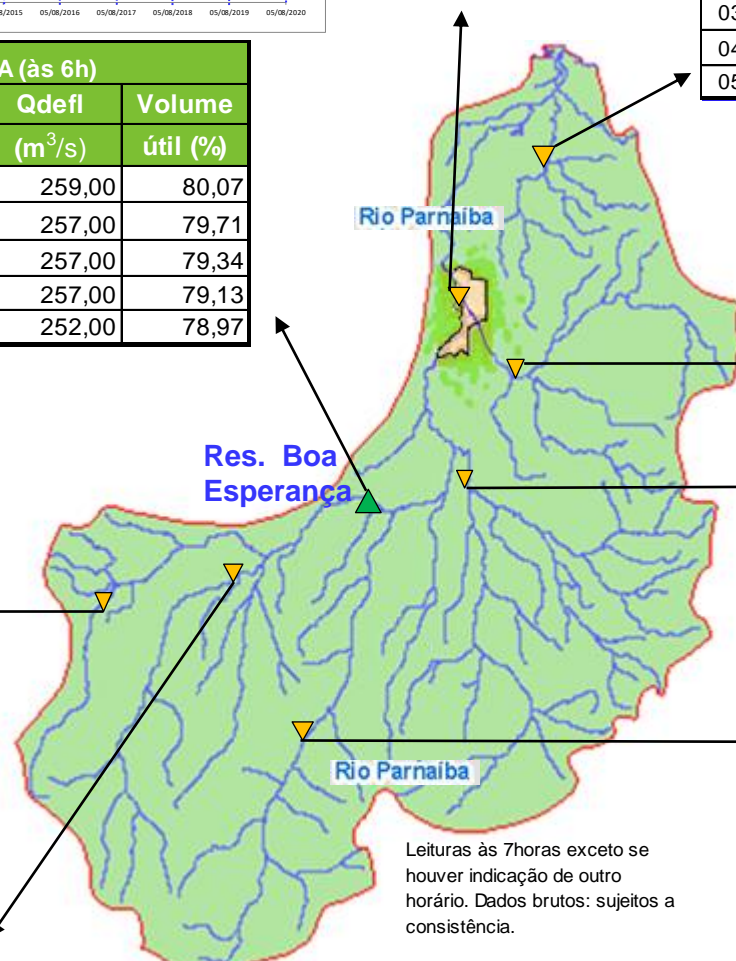 05/08/2016 05/08/2017 05/08/2018 05/08/2019 05/08/2020
03
04
05
(às 6h)
Qdefl Volume
(m³/s) útil (%)
259,00 80,07
257,00 79,71
257,00 79,34
257,00 79,13
252,00 78,97
Rio Parnaíba
Res. Boa
Esperança
Rio Parnaíba
Leituras às 7horas exceto se
houver indicação de outro
horário. Dados brutos: sujeitos a
consistência.